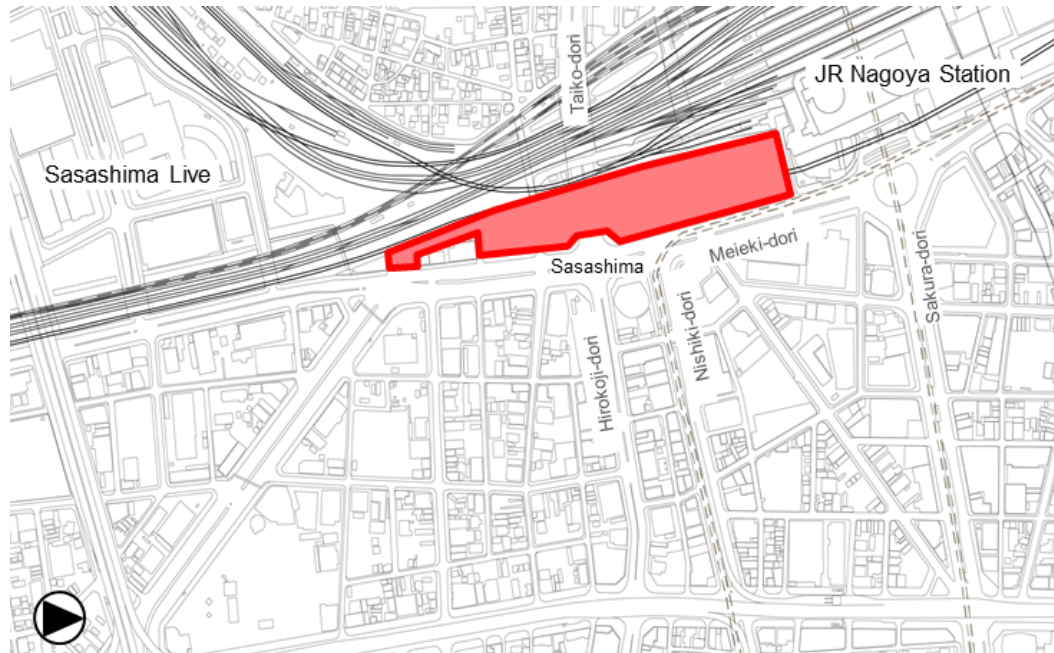 Taiko-dori
JR Nagoya Station
Sasashima Live
Meieki-dori
Sasashima
Sakura-dori
Nishiki-dori
Hirokoji-dori